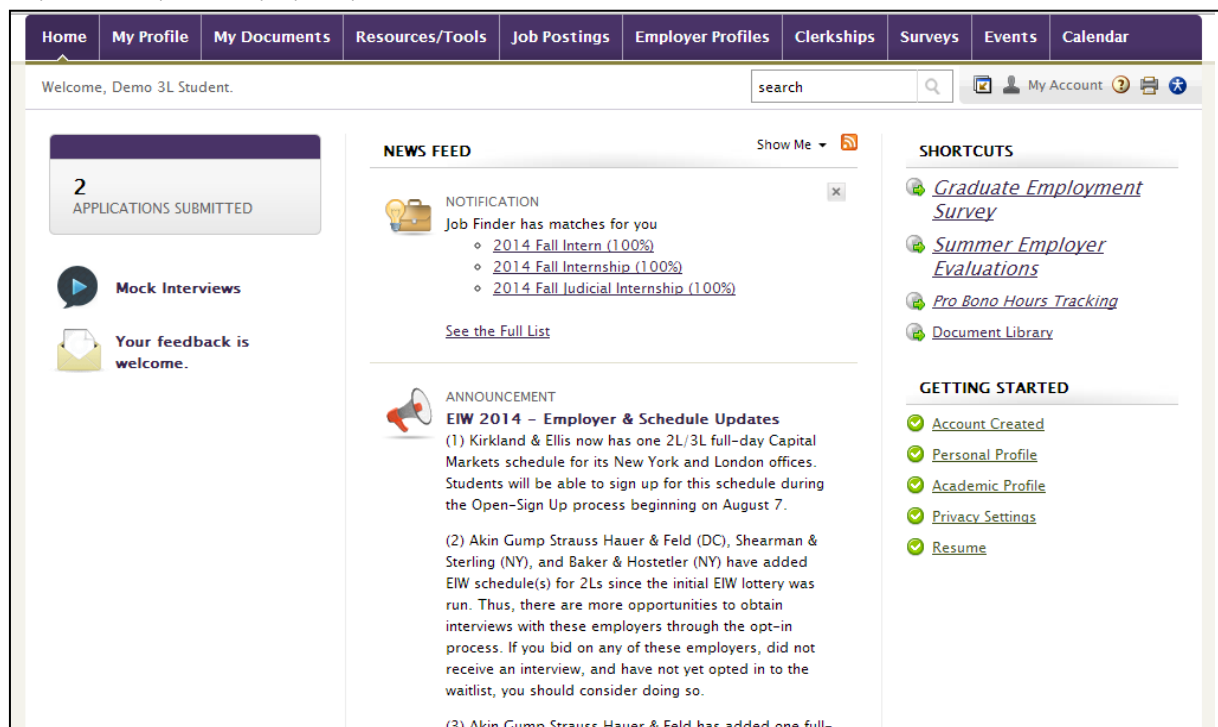 Home My Profile My Documents Resources/Tools Job Postings Employer Profiles Clerkships Surveys Events Calendar
Welcome, Demo 3L Student.
search
My Account
2
APPLICATIONS SUBMITTED
Mock Interviews
Your feedback is
welcome.
NEWS FEED
Show Me
NOTIFICATION
Job Finder has matches for you
2014 Fall Intern (100%)
2014 Fall Internship (100%)
2014 Fall Judicial Internship (100%)
See the Full List
ANNOUNCEMENT
EIW 2014 – Employer & Schedule Updates
(1) Kirkland & Ellis now has one 2L/3L full-day Capital
Markets schedule for its New York and London offices.
Students will be able to sign up for this schedule during
the Open-Sign Up process beginning on August 7.
(2) Akin Gump Strauss Hauer & Feld (DC), Shearman &
Sterling (NY), and Baker & Hostetler (NY) have added
EIW schedule(s) for 2Ls since the initial EIW lottery was
run. Thus, there are more opportunities to obtain
interviews with these employers through the opt-in
process. If you bid on any of these employers, did not
receive an interview, and have not yet opted in to the
waitlist, you should consider doing so.
(3) Akin Gump Strauss Hauer & Feld has added one full-
SHORTCUTS
Graduate Employment
Survey
Summer Employer
Evaluations
Pro Bono Hours Tracking
Document Library
GETTING STARTED
Account Created
Personal Profile
Academic Profile
Privacy Settings
Resume